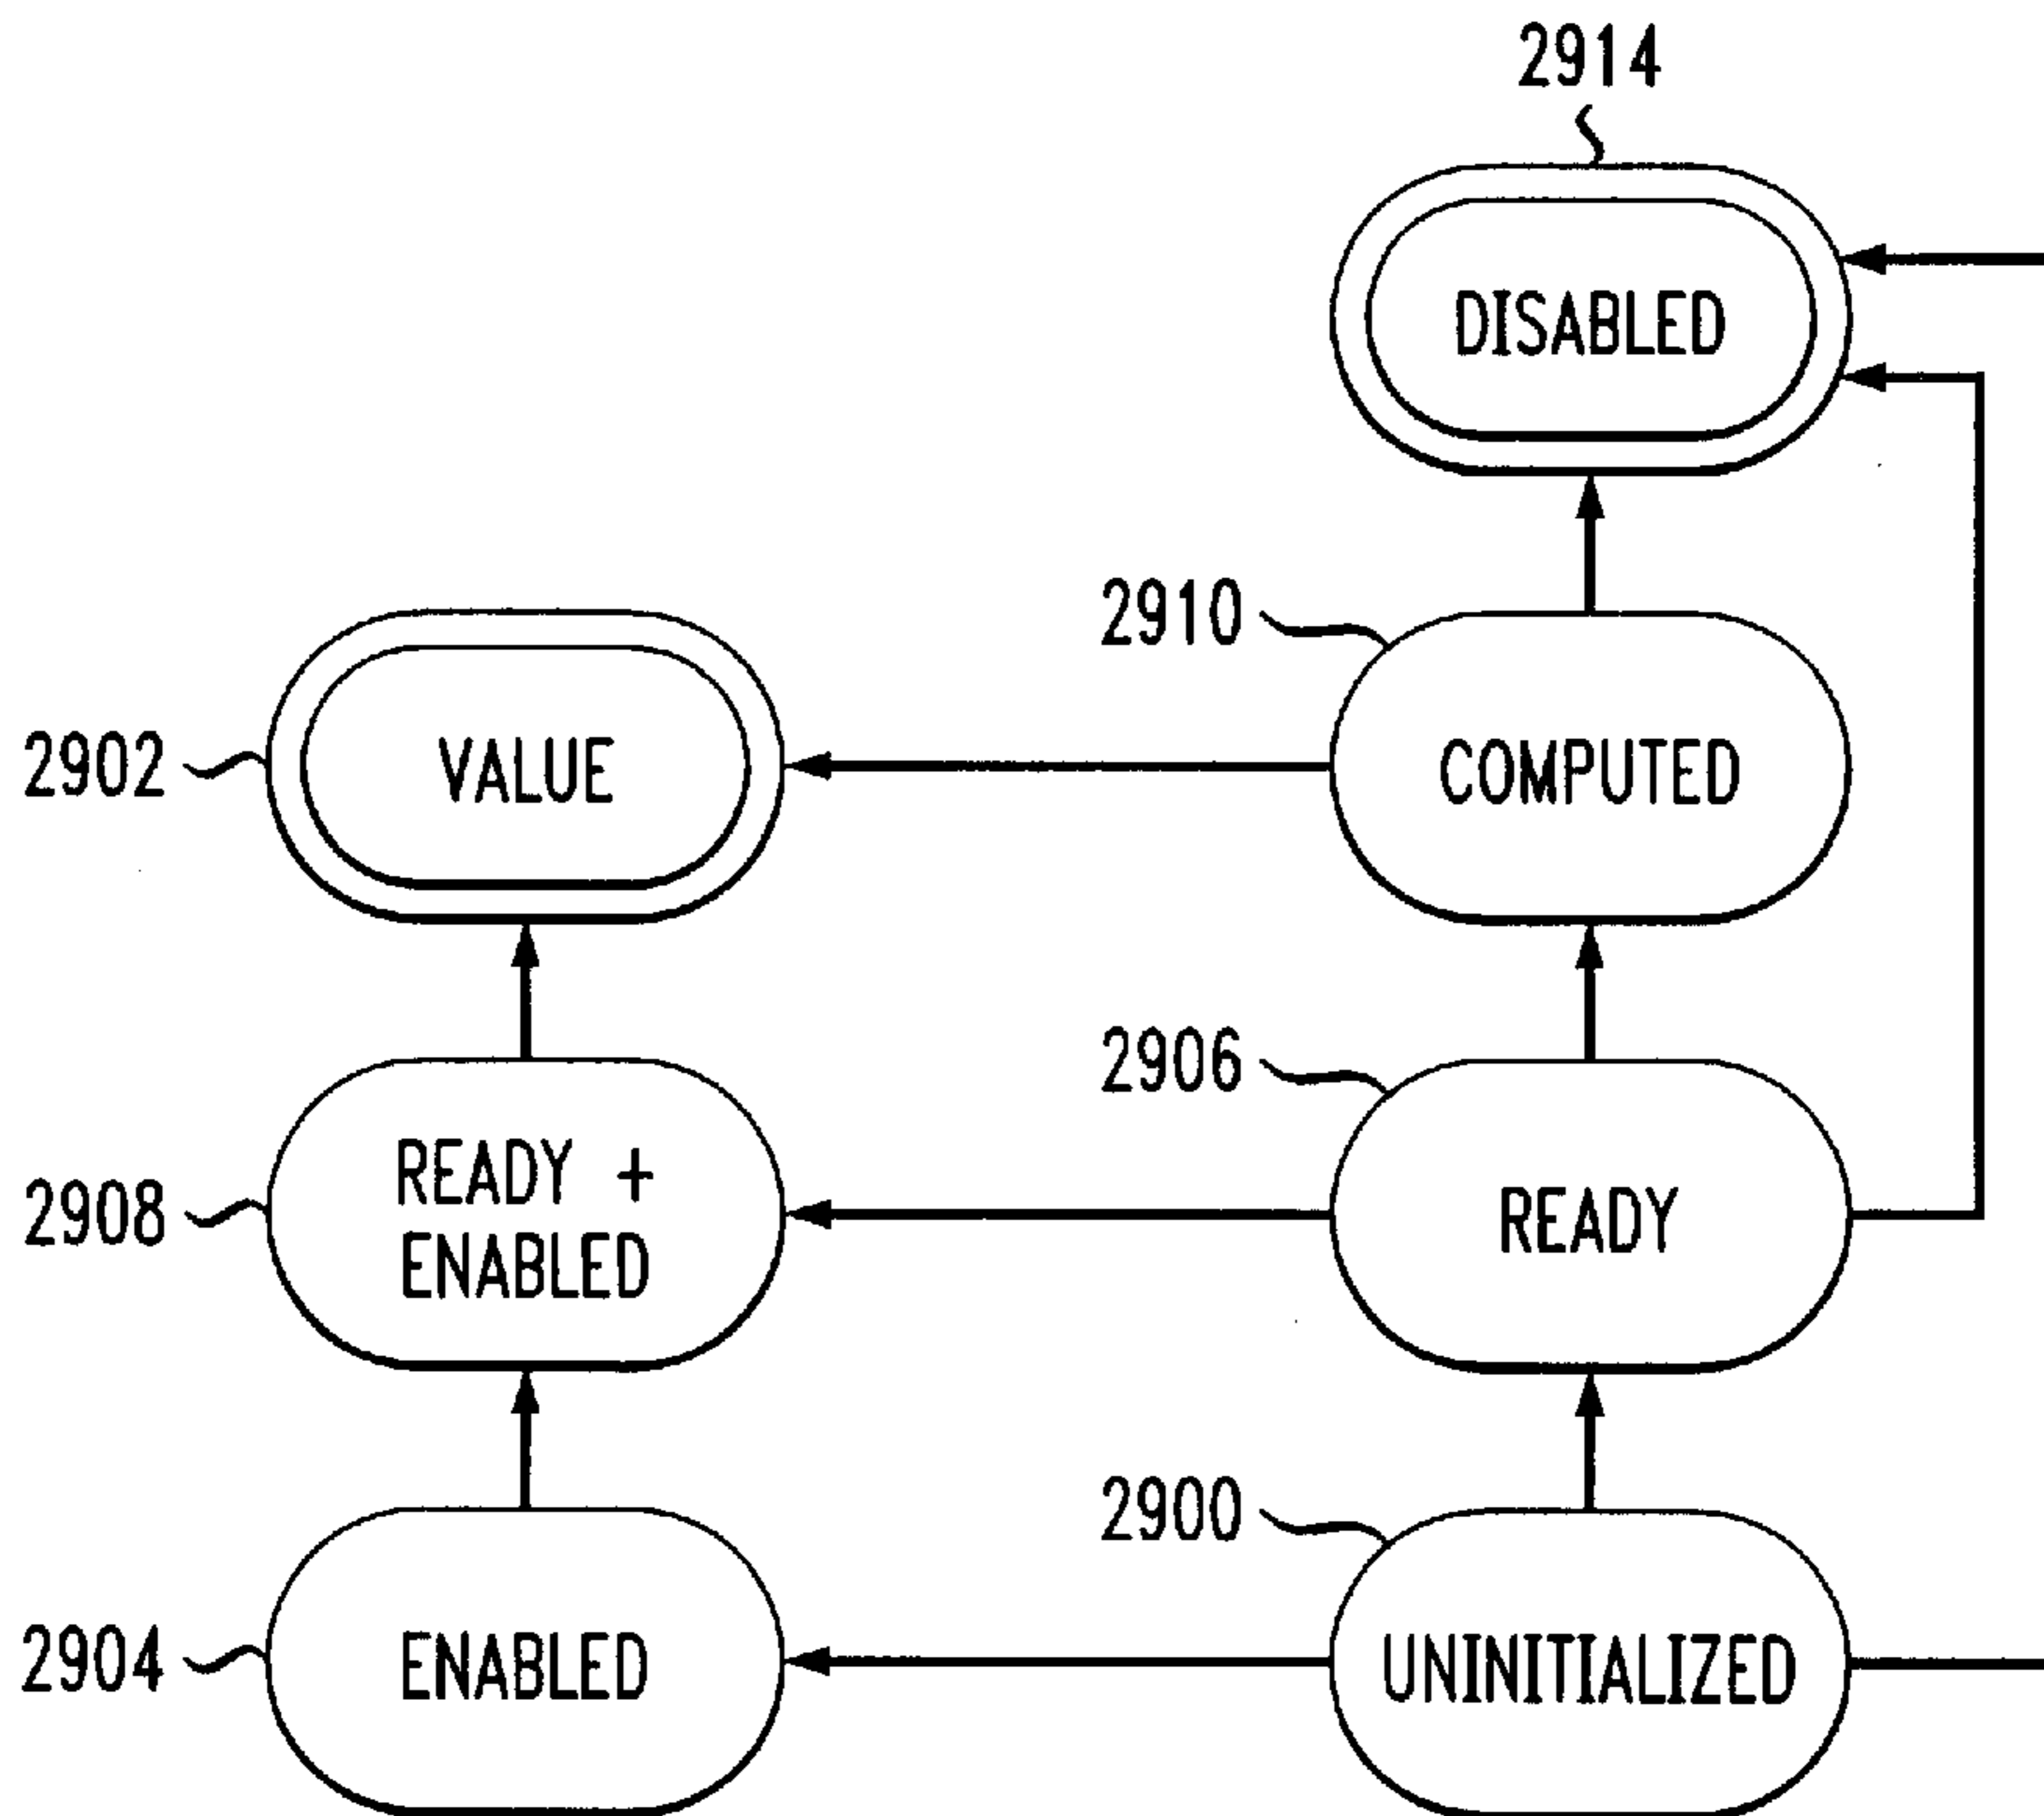 2914
DISABLED
2910
2902
VALUE
COMPUTED
2906
2908
READY +
ENABLED
READY
2900
2904
ENABLED
UNINITIALIZED